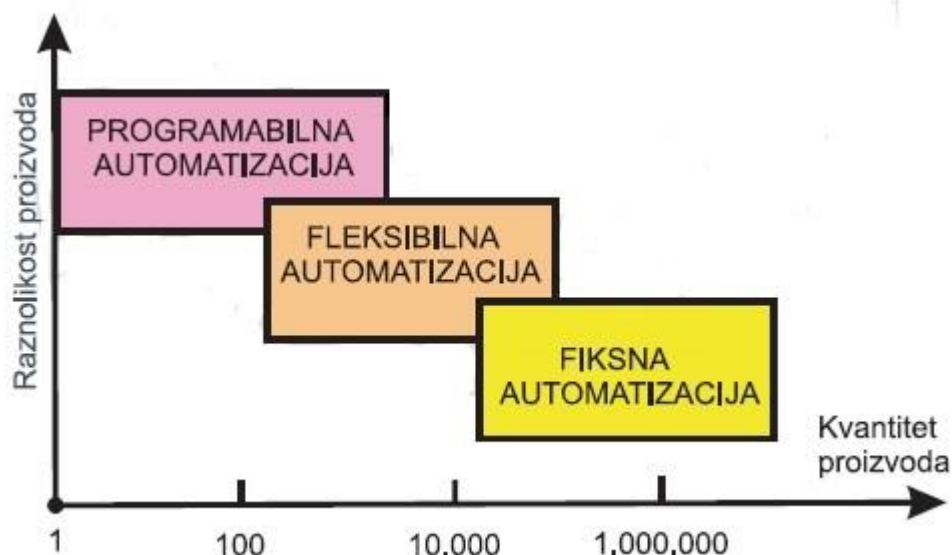 Raznolikost proizvoda
PROGRAMABILNA
AUTOMATIZACIJA
FLEKSIBILNA
AUTOMATIZACIJA
FIKSNA
AUTOMATIZACIJA
Kvantitet
proizvoda
1
100
10,000
1,000,000